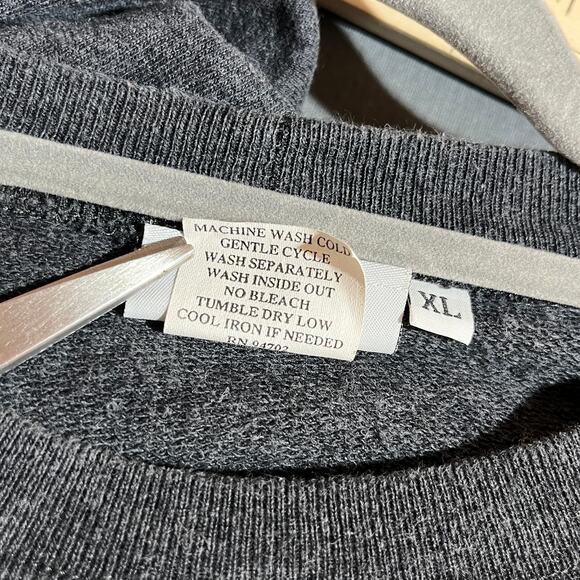 MACHINE WASH COLD
GENTLE CYCLE
WASH SEPARATELY
WASH INSIDE OUT
NO BLEACH
TUMBLE DRY LOW
COOL IRON IF NEEDED
RN 94703
XL